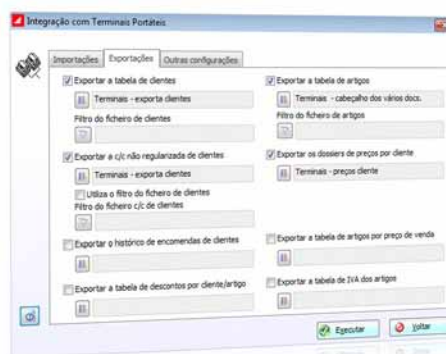 Integração com Terminais Portáteis
Importações
Exportações
Outras configurações
Exportar a tabela de clientes
Terminais - exporta clientes
Filtro do ficheiro de clientes
Exportar a c/c não regularizada de clientes
Terminais - exporta clientes
Utiliza o filtro do ficheiro de clientes
Filtro do ficheiro c/c de clientes
Exportar o histórico de encomendas de clientes
Exportar a tabela de descontos por cliente/artigo
Exportar a tabela de artigos
Terminais - cabeçalho dos vários docs.
Filtro do ficheiro de artigos
Exportar os dossiers de preços por cliente
Terminais - preços cliente
Exportar a tabela de artigos por preço de venda
Exportar a tabela de IVA dos artigos
Executar
Voltar